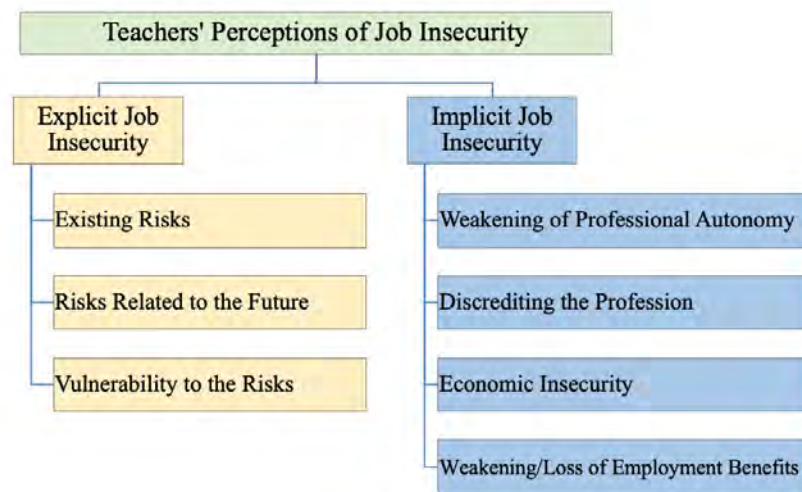 Teachers' Perceptions of Job Insecurity
Explicit Job
Insecurity
Existing Risks
Risks Related to the Future
Vulnerability to the Risks
Implicit Job
Insecurity
Weakening of Professional Autonomy
Discrediting the Profession
Economic Insecurity
Weakening/Loss of Employment Benefits